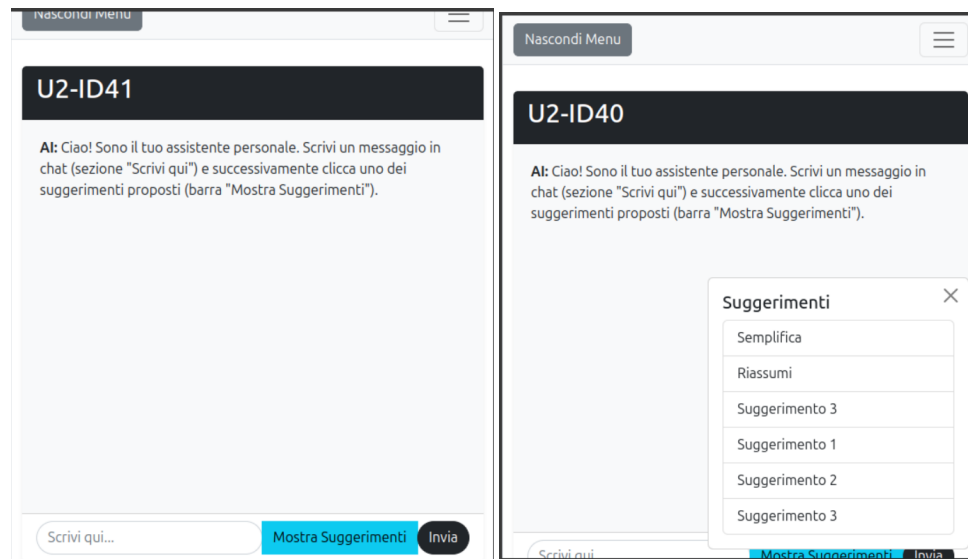 Nascondi Menu
U2-ID41
AI: Ciao! Sono il tuo assistente personale. Scrivi un messaggio in
chat (sezione "Scrivi qui") e successivamente clicca uno dei
suggerimenti proposti (barra "Mostra Suggerimenti").
Scrivi qui...
Mostra Suggerimenti
Invia
Nascondi Menu
U2-ID40
AI: Ciao! Sono il tuo assistente personale. Scrivi un messaggio in
chat (sezione "Scrivi qui") e successivamente clicca uno dei
suggerimenti proposti (barra "Mostra Suggerimenti").
Suggerimenti
Semplifica
Riassumi
Suggerimento 3
Suggerimento 1
Suggerimento 2
Suggerimento 3
Scrivi qui
Mostra Suggerimenti
Invia